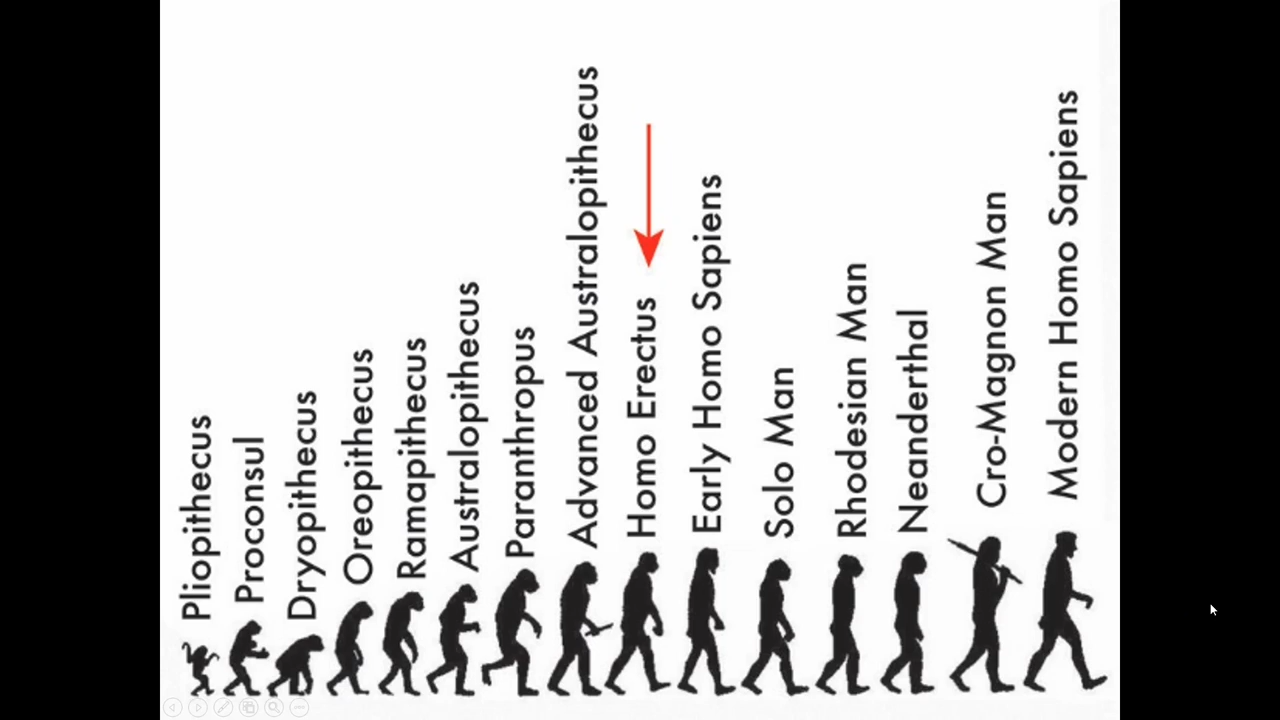 Pliopithecus
Proconsul
Dryopithecus
Oreopithecus
Ramapithecus
Australopithecus
Paranthropus
Advanced Australopithecus
Homo Erectus
Early Homo Sapiens
Solo Man
Rhodesian Man
Neanderthal
Cro-Magnon Man
Modern Homo Sapiens